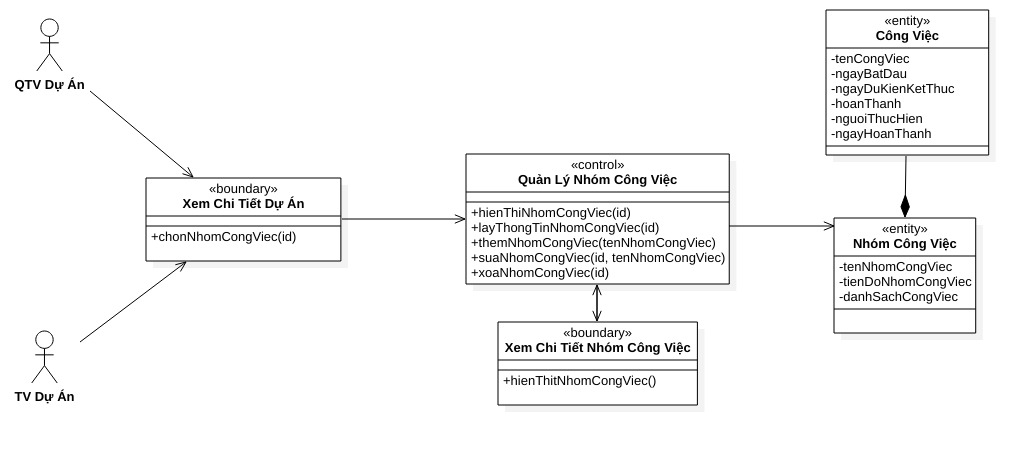 QTV Dự Án
TV Dự Án
«boundary»
Xem Chi Tiết Dự Án
+chonNhomCongViec(id)
«control»
Quản Lý Nhóm Công Việc
+hienThiNhomCongViec(id)
+layThongTinNhomCongViec(id)
+themNhomCongViec(tenNhomCongViec)
+suaNhomCongViec(id, tenNhomCongViec)
+xoaNhomCongViec(id)
«boundary»
Xem Chi Tiết Nhóm Công Việc
+hienThitNhomCongViec()
«entity»
Công Việc
-tenCongViec
-ngayBatDau
-ngayDuKienKetThuc
-hoanThanh
-nguoiThucHien
-ngayHoanThanh
«entity»
Nhóm Công Việc
-tenNhomCongViec
-tienDoNhomCongViec
-danhSachCongViec